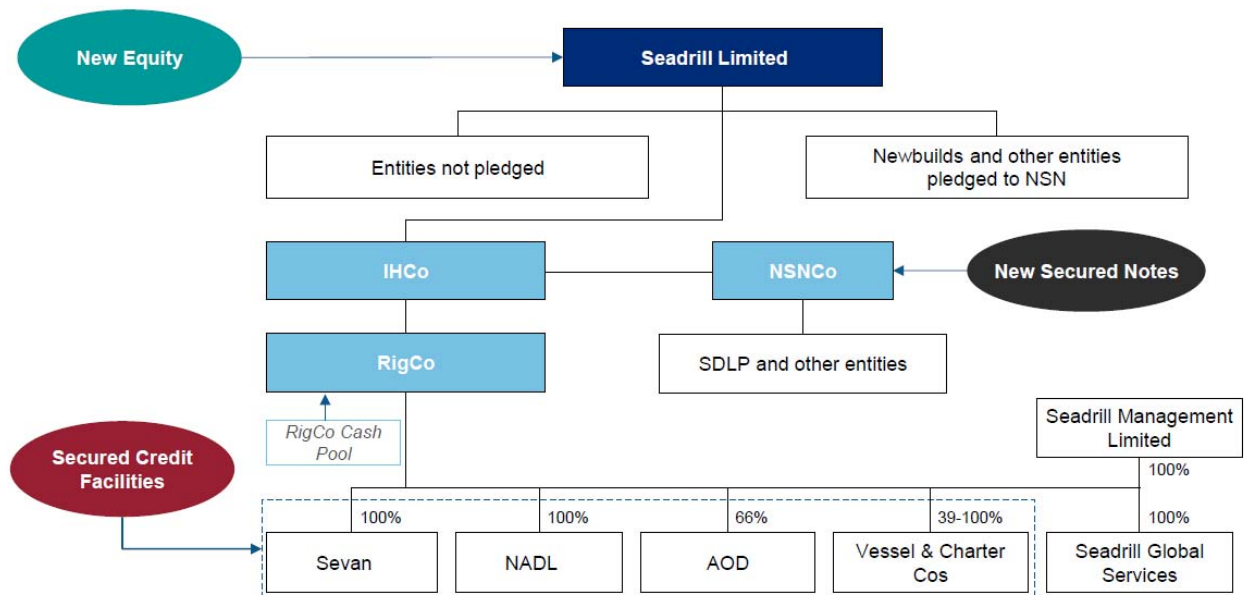 New Equity
Seadrill Limited
Entities not pledged
Newbuilds and other entities
pledged to NSN
IHCo
NSNCo
New Secured Notes
RigCo
SDLP and other entities
RigCo Cash
Pool
Seadrill Management
Limited
Secured Credit
Facilities
100%
100%
100%
66%
39-100%
100%
Sevan
NADL
AOD
Vessel & Charter
Cos
Seadrill Global
Services